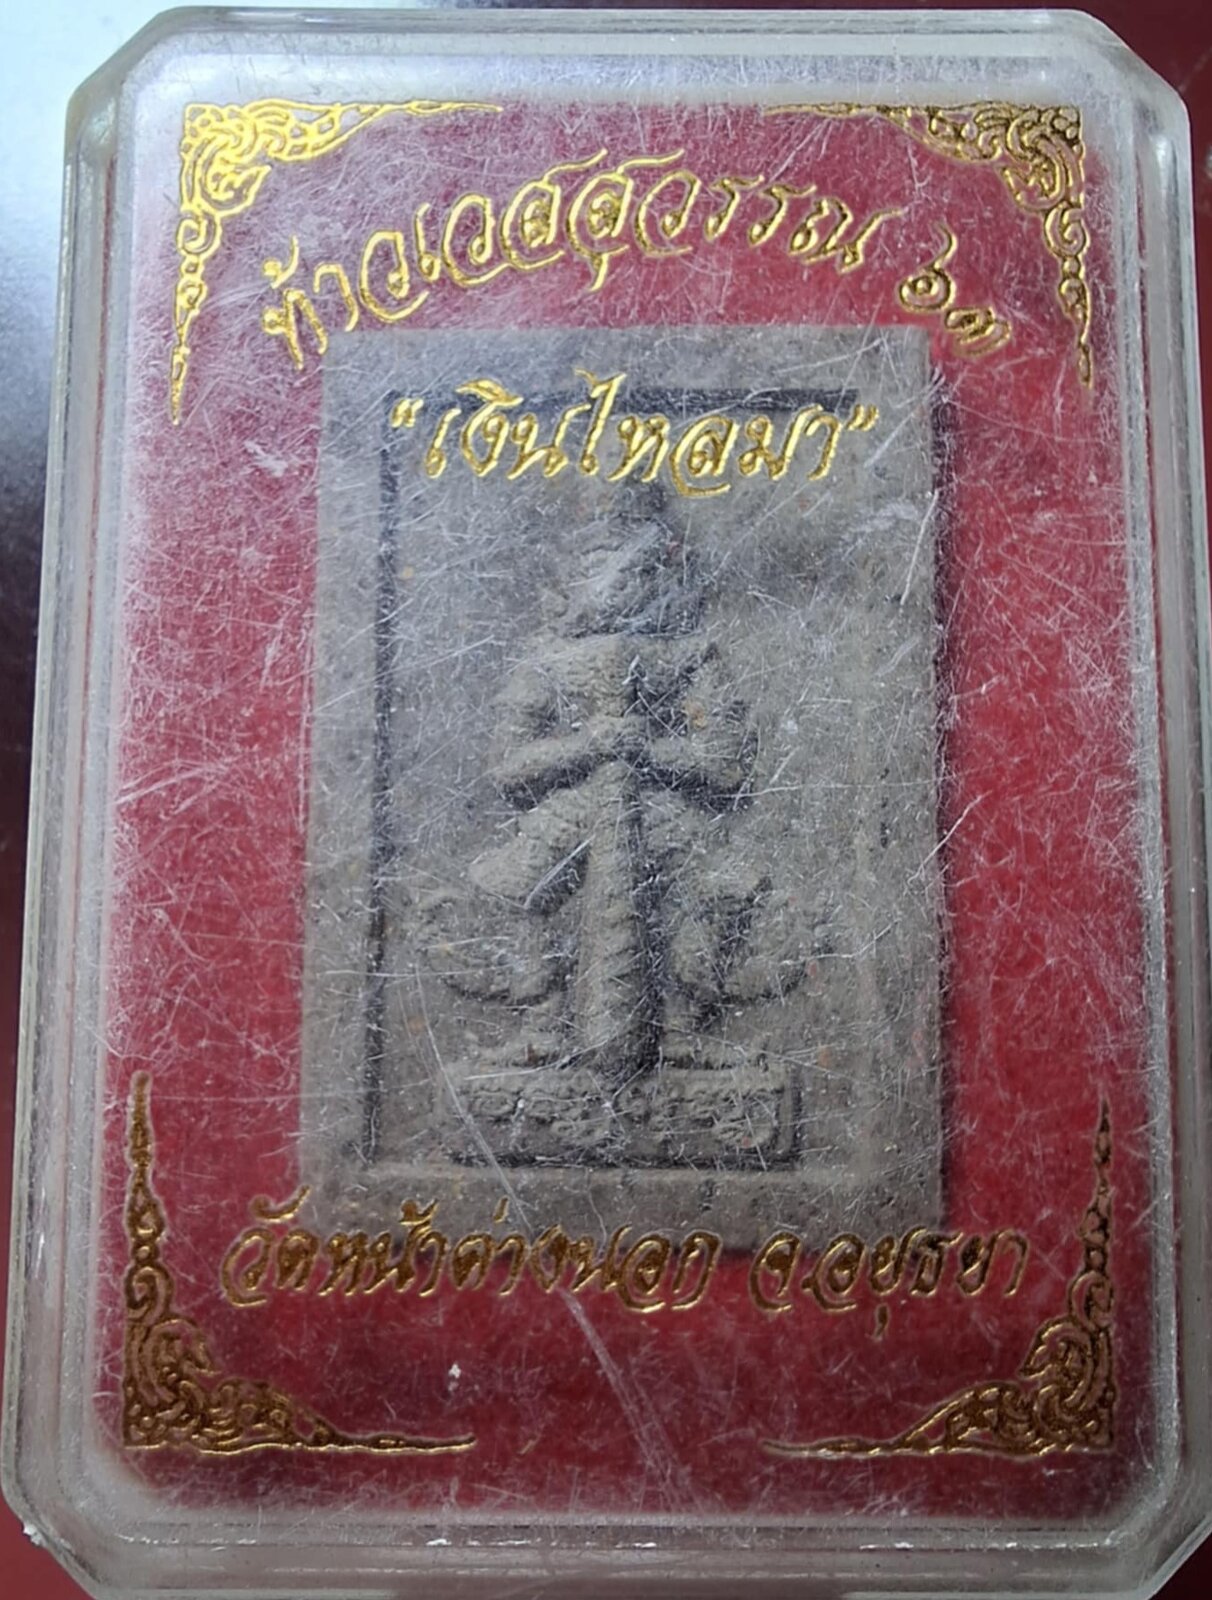 ท้าวเวสสุวรรณ ๖๓
"เงินไหลมา"
วัดหน้าต่างนอก จ.อยุธยา